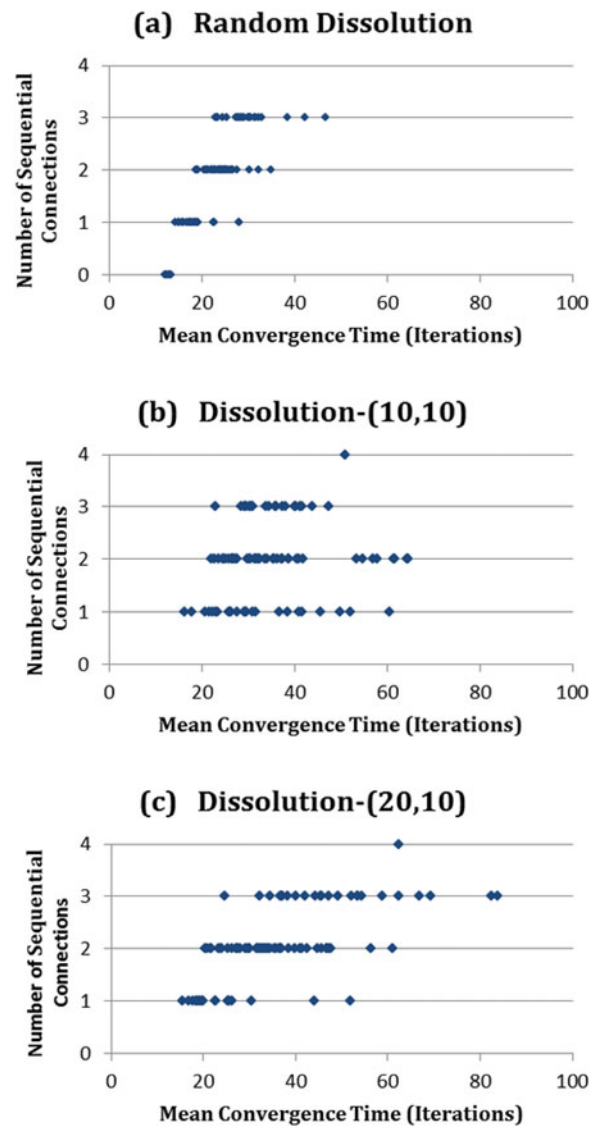 (a) Random Dissolution
Number of Sequential
Connections
4
3
2
1
0
0 20 40 60 80 100
Mean Convergence Time (Iterations)
(b) Dissolution-(10,10)
Number of Sequential
Connections
4
3
2
1
0
0 20 40 60 80 100
Mean Convergence Time (Iterations)
(c) Dissolution-(20,10)
Number of Sequential
Connections
4
3
2
1
0
0 20 40 60 80 100
Mean Convergence Time (Iterations)